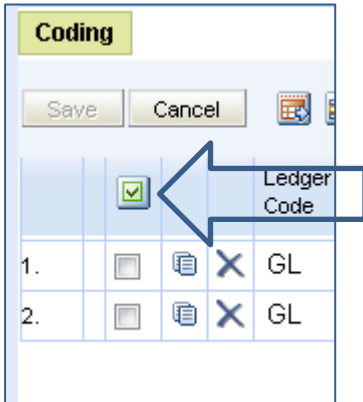 Coding
Save Cancel
Ledger
Code
1. GL
2. GL